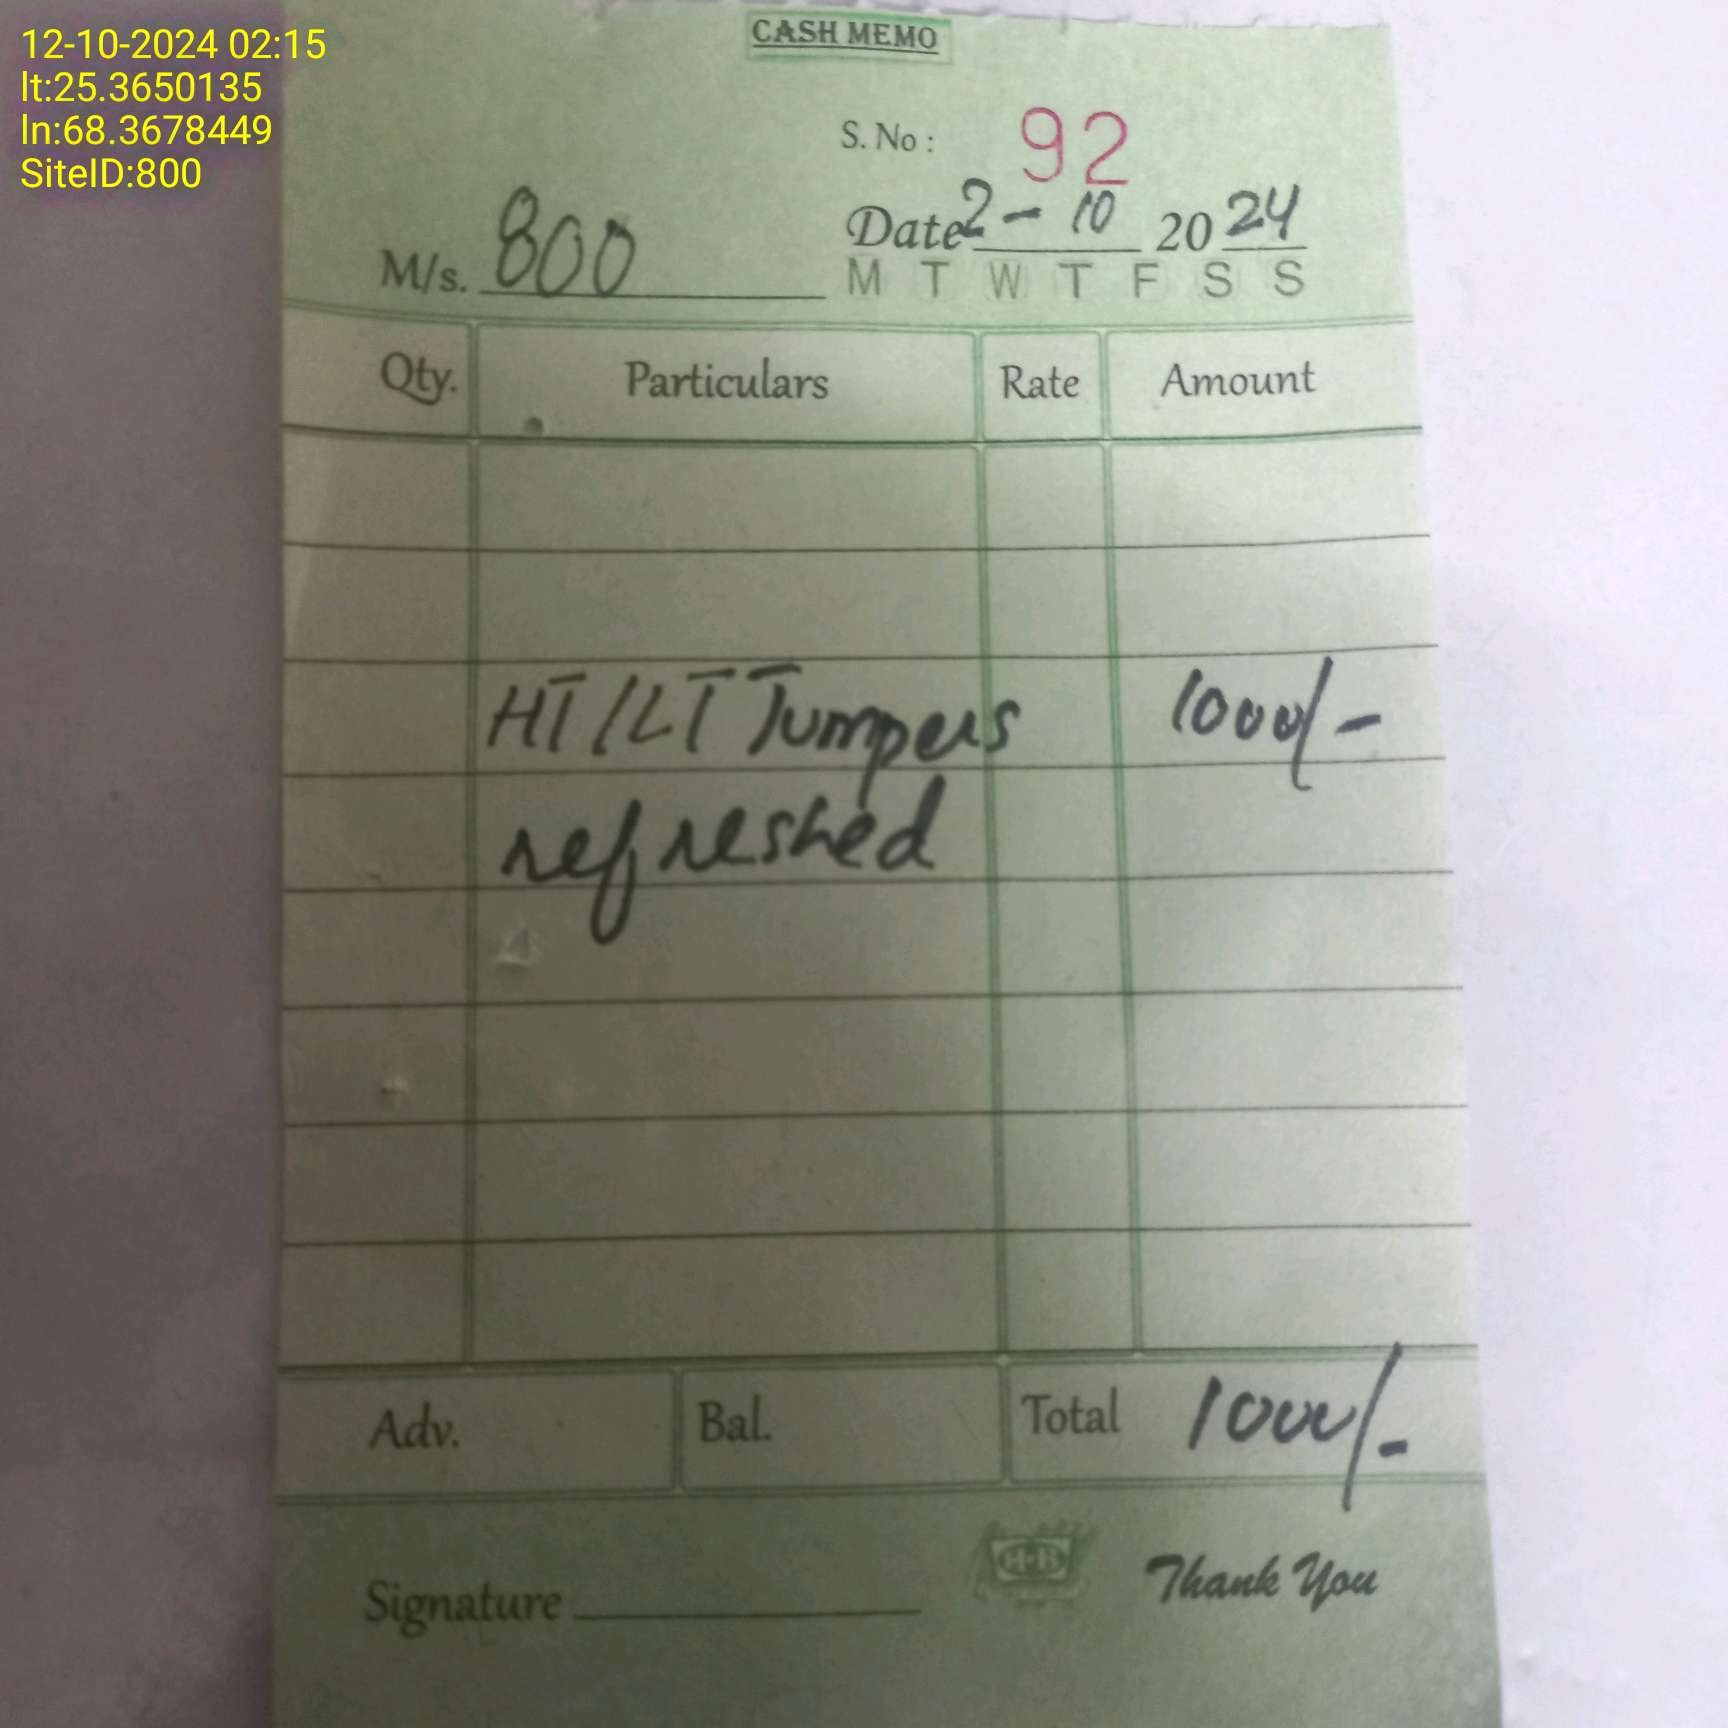 12-10-2024 02:15
lt:25.3650135
ln:68.3678449
SiteID:800
CASH MEMO
S. No : 92
Date 2 - 10 2024
M/s. 800
M T W T F S S
Qty. Particulars Rate Amount
HT/LT Jumpers 1000/-
refreshed
Adv. Bal. Total 1000/-
H·B
Signature
Thank You